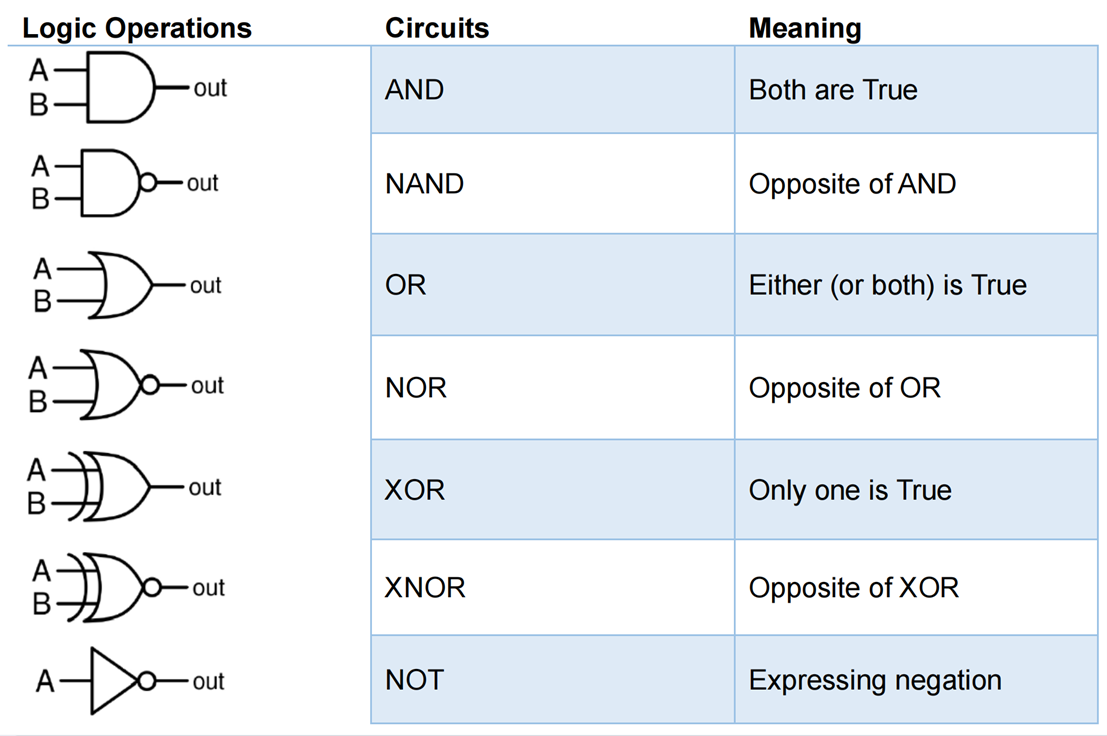 Logic Operations Circuits Meaning
A
B out AND Both are True
A
B out NAND Opposite of AND
A
B out OR Either (or both) is True
A
B out NOR Opposite of OR
A
B out XOR Only one is True
A
B out XNOR Opposite of XOR
A out NOT Expressing negation